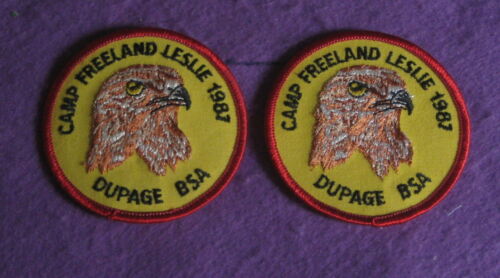 CAMP FREELAND LESLIE 1987
DUPAGE BSA
CAMP FREELAND LESLIE 1987
DUPAGE BSA